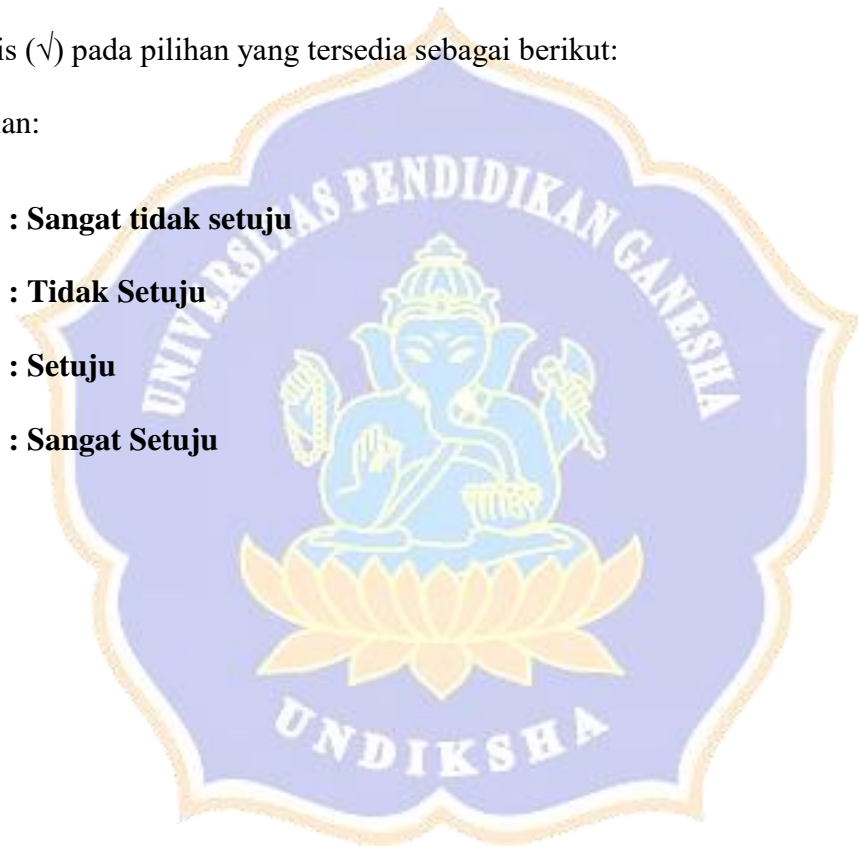 is (√) pada pilihan yang tersedia sebagai berikut:
an:
: Sangat tidak setuju
: Tidak Setuju
: Setuju
: Sangat Setuju
UNIVERSITAS PENDIDIKAN GANESHA
UNDIKSHA